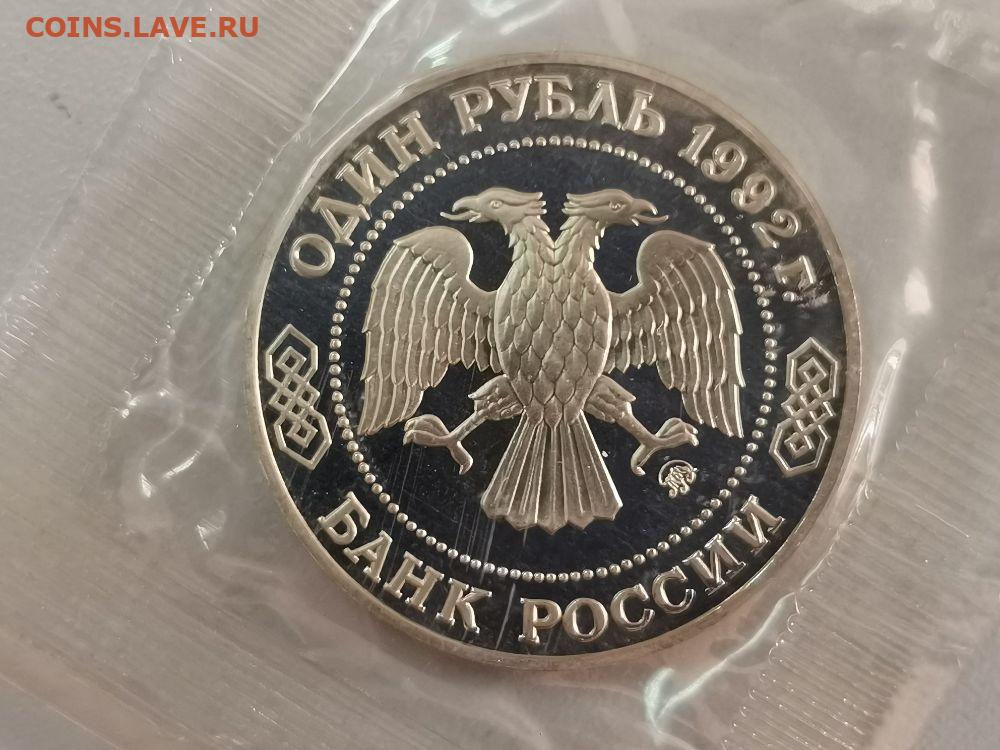 COINS.LAVE.RU
ОДИН РУБЛЬ 1992 г.
БАНК РОССИИ